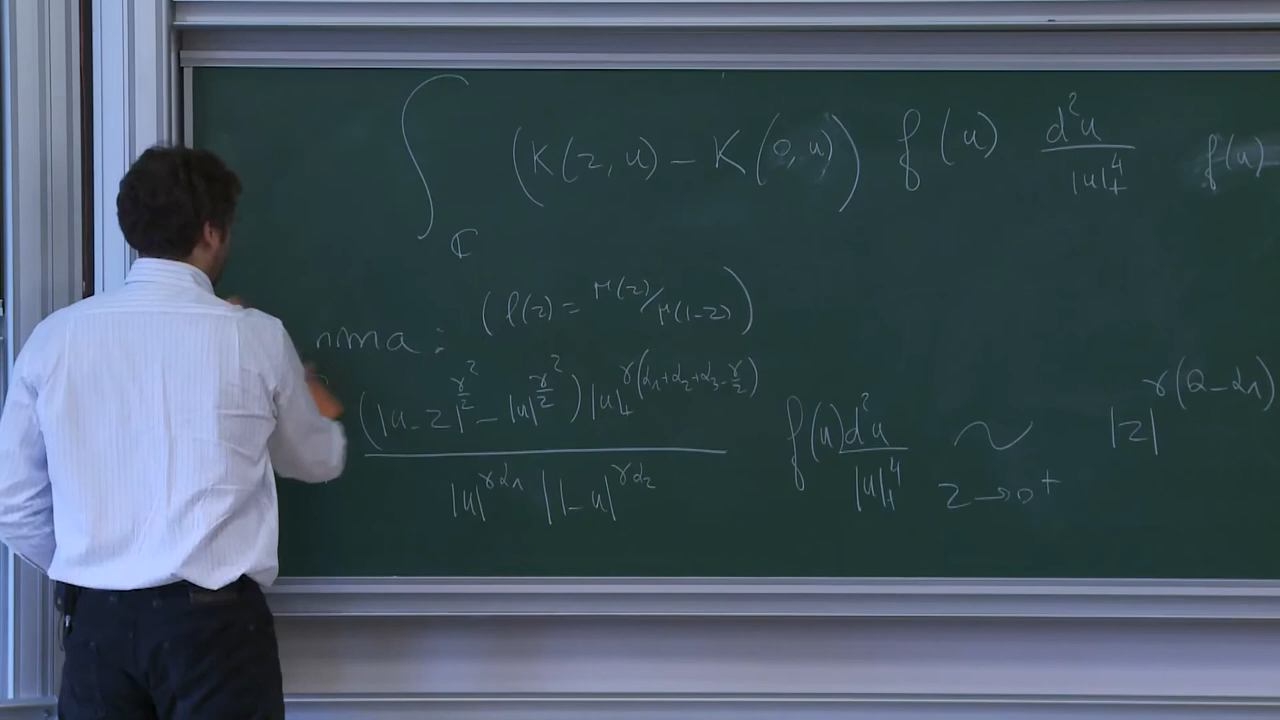 ∫_ℂ (K(z,u) − K(0,u)) f(u) d²u / |u|₊⁴ f(u)
(ℓ(z) = Γ(z)/Γ(1−z))
mma :
(|u−z|^{γ²/2} − |u|^{γ²/2}) |u|₊^{γ(α₁+α₂+α₃−γ/2)} / |u|^{γα₁} |1−u|^{γα₂} f(u) d²u / |u|₊⁴ ∼_{z→0⁺} |z|^{γ(Q−α₁)}